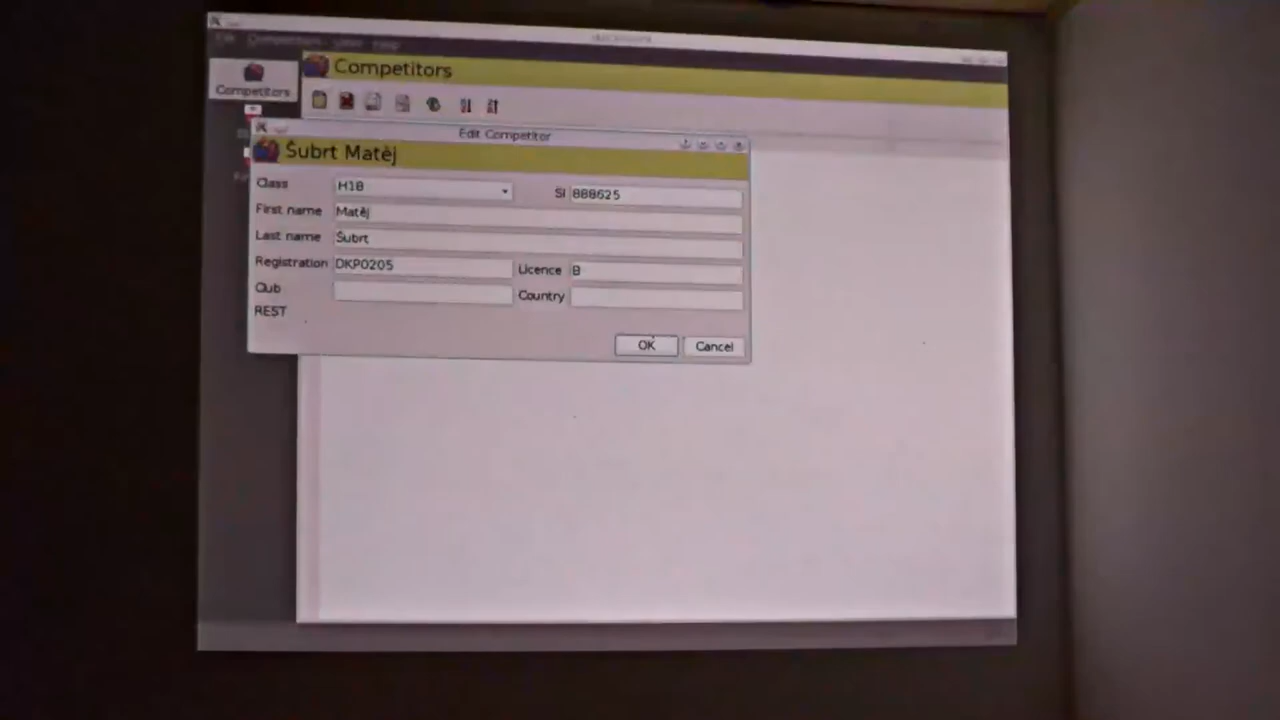 Competitors
Competitors
Edit Competitor
Šubrt Matěj
Class H18 SI 888625
First name Matěj
Last name Šubrt
Registration DKP0205 Licence B
Club Country
REST
OK Cancel